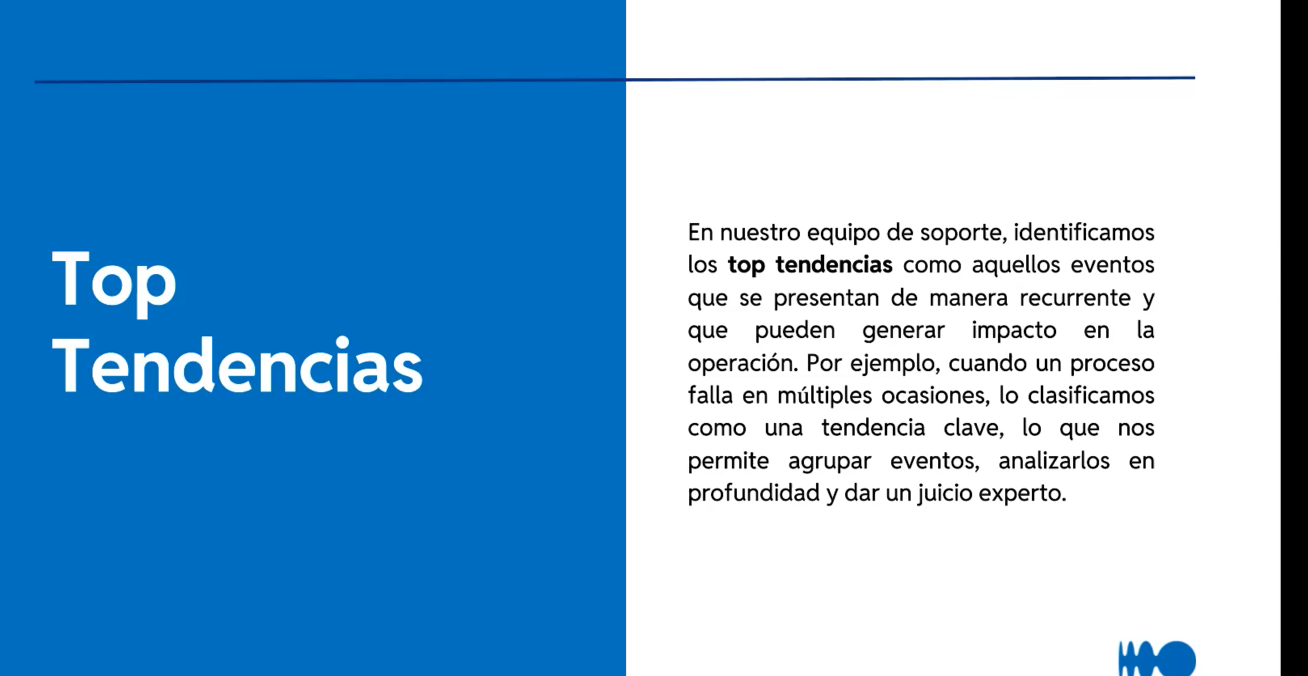 Top
Tendencias
En nuestro equipo de soporte, identificamos
los top tendencias como aquellos eventos
que se presentan de manera recurrente y
que pueden generar impacto en la
operación. Por ejemplo, cuando un proceso
falla en múltiples ocasiones, lo clasificamos
como una tendencia clave, lo que nos
permite agrupar eventos, analizarlos en
profundidad y dar un juicio experto.